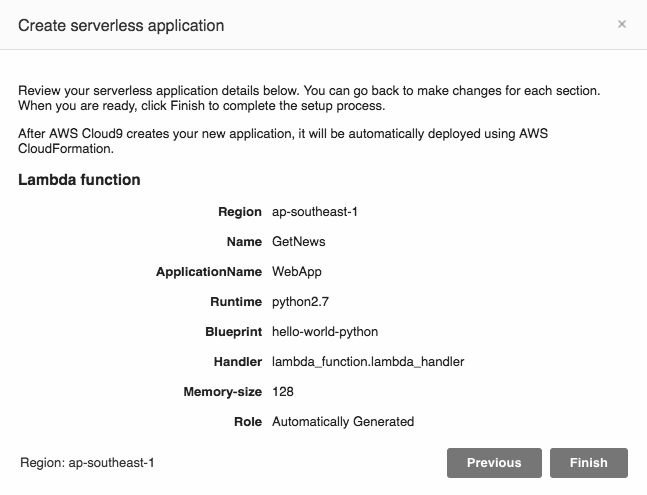 Create serverless application ×
Review your serverless application details below. You can go back to make changes for each section.
When you are ready, click Finish to complete the setup process.
After AWS Cloud9 creates your new application, it will be automatically deployed using AWS
CloudFormation.
Lambda function
Region ap-southeast-1
Name GetNews
ApplicationName WebApp
Runtime python2.7
Blueprint hello-world-python
Handler lambda_function.lambda_handler
Memory-size 128
Role Automatically Generated
Region: ap-southeast-1 Previous Finish